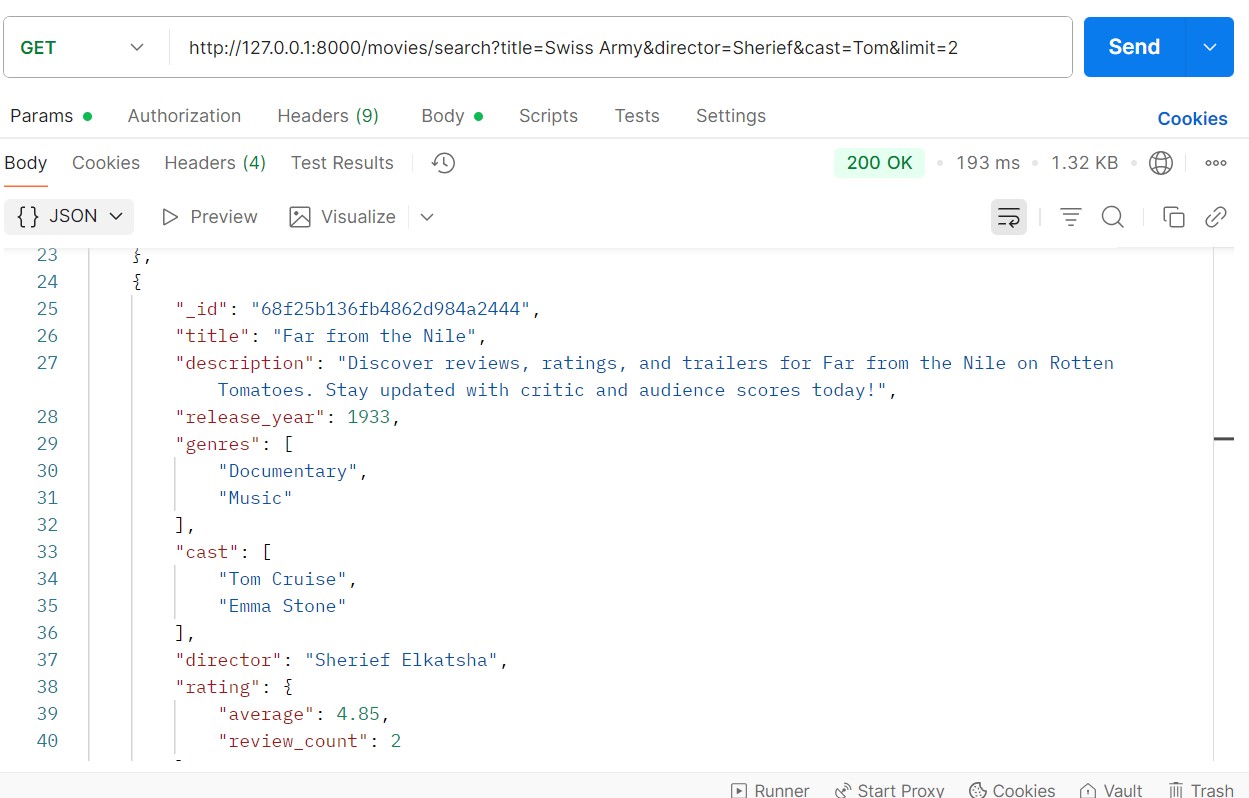 GET http://127.0.0.1:8000/movies/search?title=Swiss Army&director=Sherief&cast=Tom&limit=2 Send
Params Authorization Headers (9) Body Scripts Tests Settings Cookies
Body Cookies Headers (4) Test Results 200 OK 193 ms 1.32 KB
{} JSON Preview Visualize
23 },
24 {
25 "_id": "68f25b136fb4862d984a2444",
26 "title": "Far from the Nile",
27 "description": "Discover reviews, ratings, and trailers for Far from the Nile on Rotten
Tomatoes. Stay updated with critic and audience scores today!",
28 "release_year": 1933,
29 "genres": [
30 "Documentary",
31 "Music"
32 ],
33 "cast": [
34 "Tom Cruise",
35 "Emma Stone"
36 ],
37 "director": "Sherief Elkatsha",
38 "rating": {
39 "average": 4.85,
40 "review_count": 2
Runner Start Proxy Cookies Vault Trash